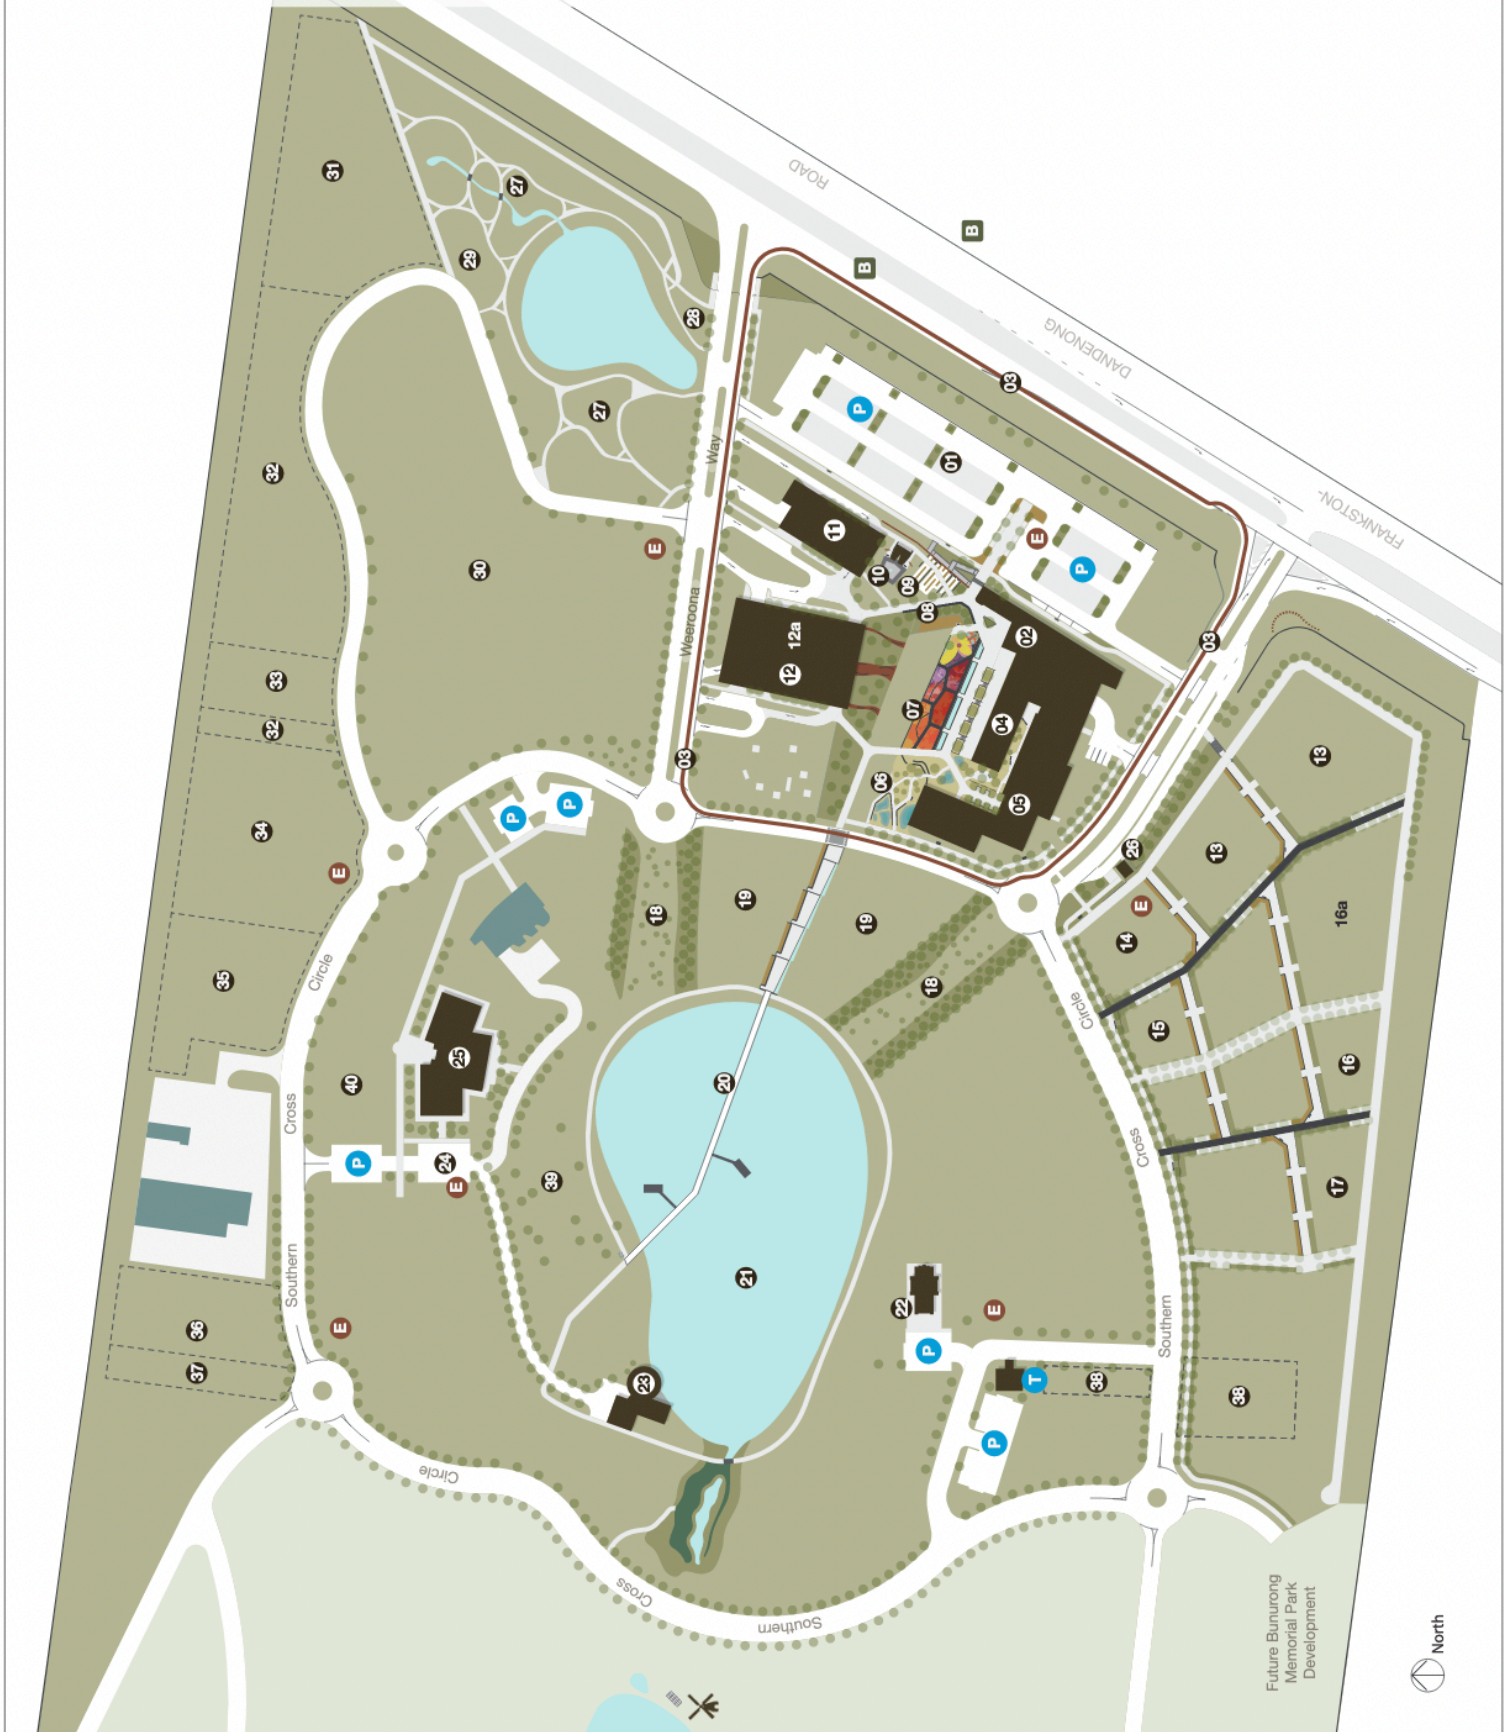 31
32
33
32
34
35
36
37
30
29
27
27
28
ROAD
B
B
DANDENONG
FRANKSTON-
Way
Weeroona
E
03
03
03
P
01
E
P
11
10
09
08
12a
12
07
02
04
06
05
03
P
P
E
Circle
Cross
Southern
40
25
P
24
E
39
18
19
19
18
20
21
22
E
P
T
38
38
P
23
E
Circle
Cross
Southern
Circle
Cross
Southern
26
E
14
13
13
15
16a
16
17
Future Bunurong
Memorial Park
Development
North